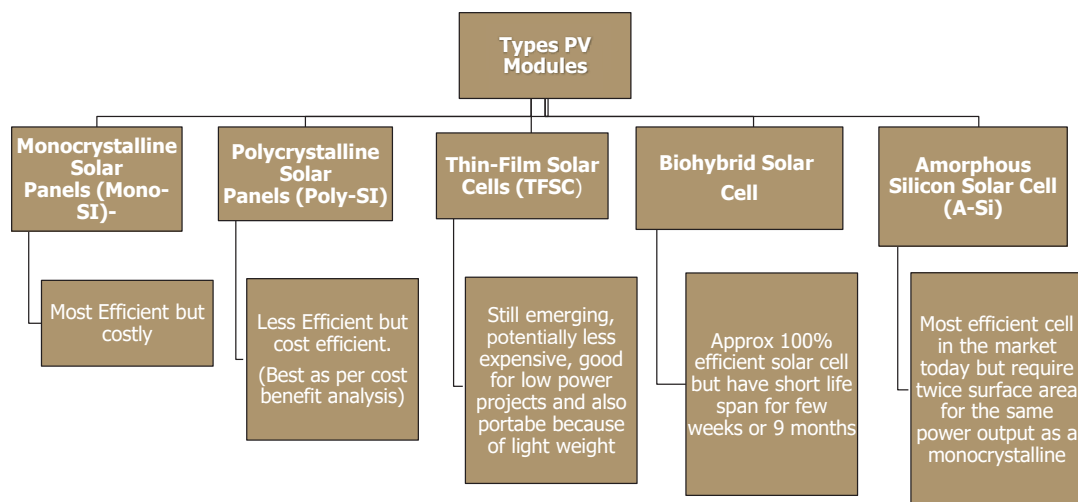 Types PV
Modules
Monocrystalline
Solar
Panels (Mono-
SI)-
Polycrystalline
Solar
Panels (Poly-SI)
Thin-Film Solar
Cells (TFSC)
Biohybrid Solar
Cell
Amorphous
Silicon Solar Cell
(A-Si)
Most Efficient but
costly
Less Efficient but
cost efficient.
(Best as per cost
benefit analysis)
Still emerging,
potentially less
expensive, good
for low power
projects and also
portabe because
of light weight
Approx 100%
efficient solar cell
but have short life
span for few
weeks or 9 months
Most efficient cell
in the market
today but require
twice surface area
for the same
power output as a
monocrystalline